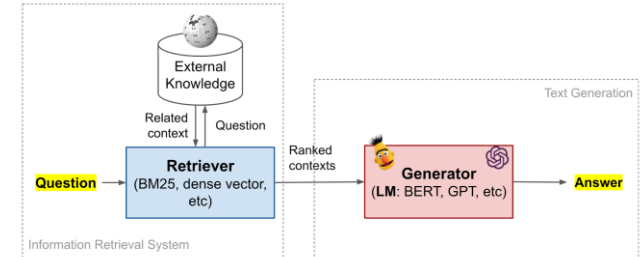 External
Knowledge
Text Generation
Related
context
Question
Ranked
contexts
Question
Retriever
(BM25, dense vector,
etc)
Generator
(LM: BERT, GPT, etc)
Answer
Information Retrieval System